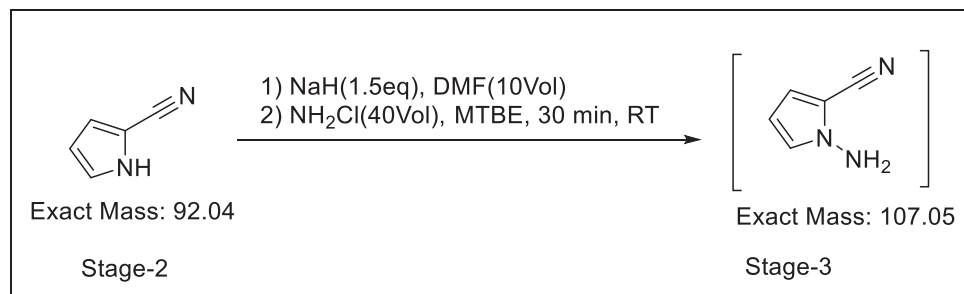 1) NaH(1.5eq), DMF(10Vol)
2) NH₂Cl(40Vol), MTBE, 30 min, RT
N
NH
Exact Mass: 92.04
Stage-2
N
N
NH₂
Exact Mass: 107.05
Stage-3